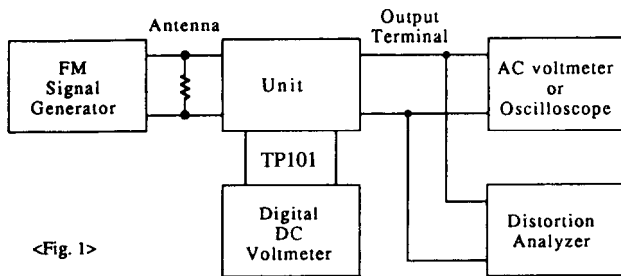 Antenna
Output
Terminal
FM
Signal
Generator
Unit
AC voltmeter
or
Oscilloscope
TP101
Digital
DC
Voltmeter
Distortion
Analyzer
<Fig. 1>